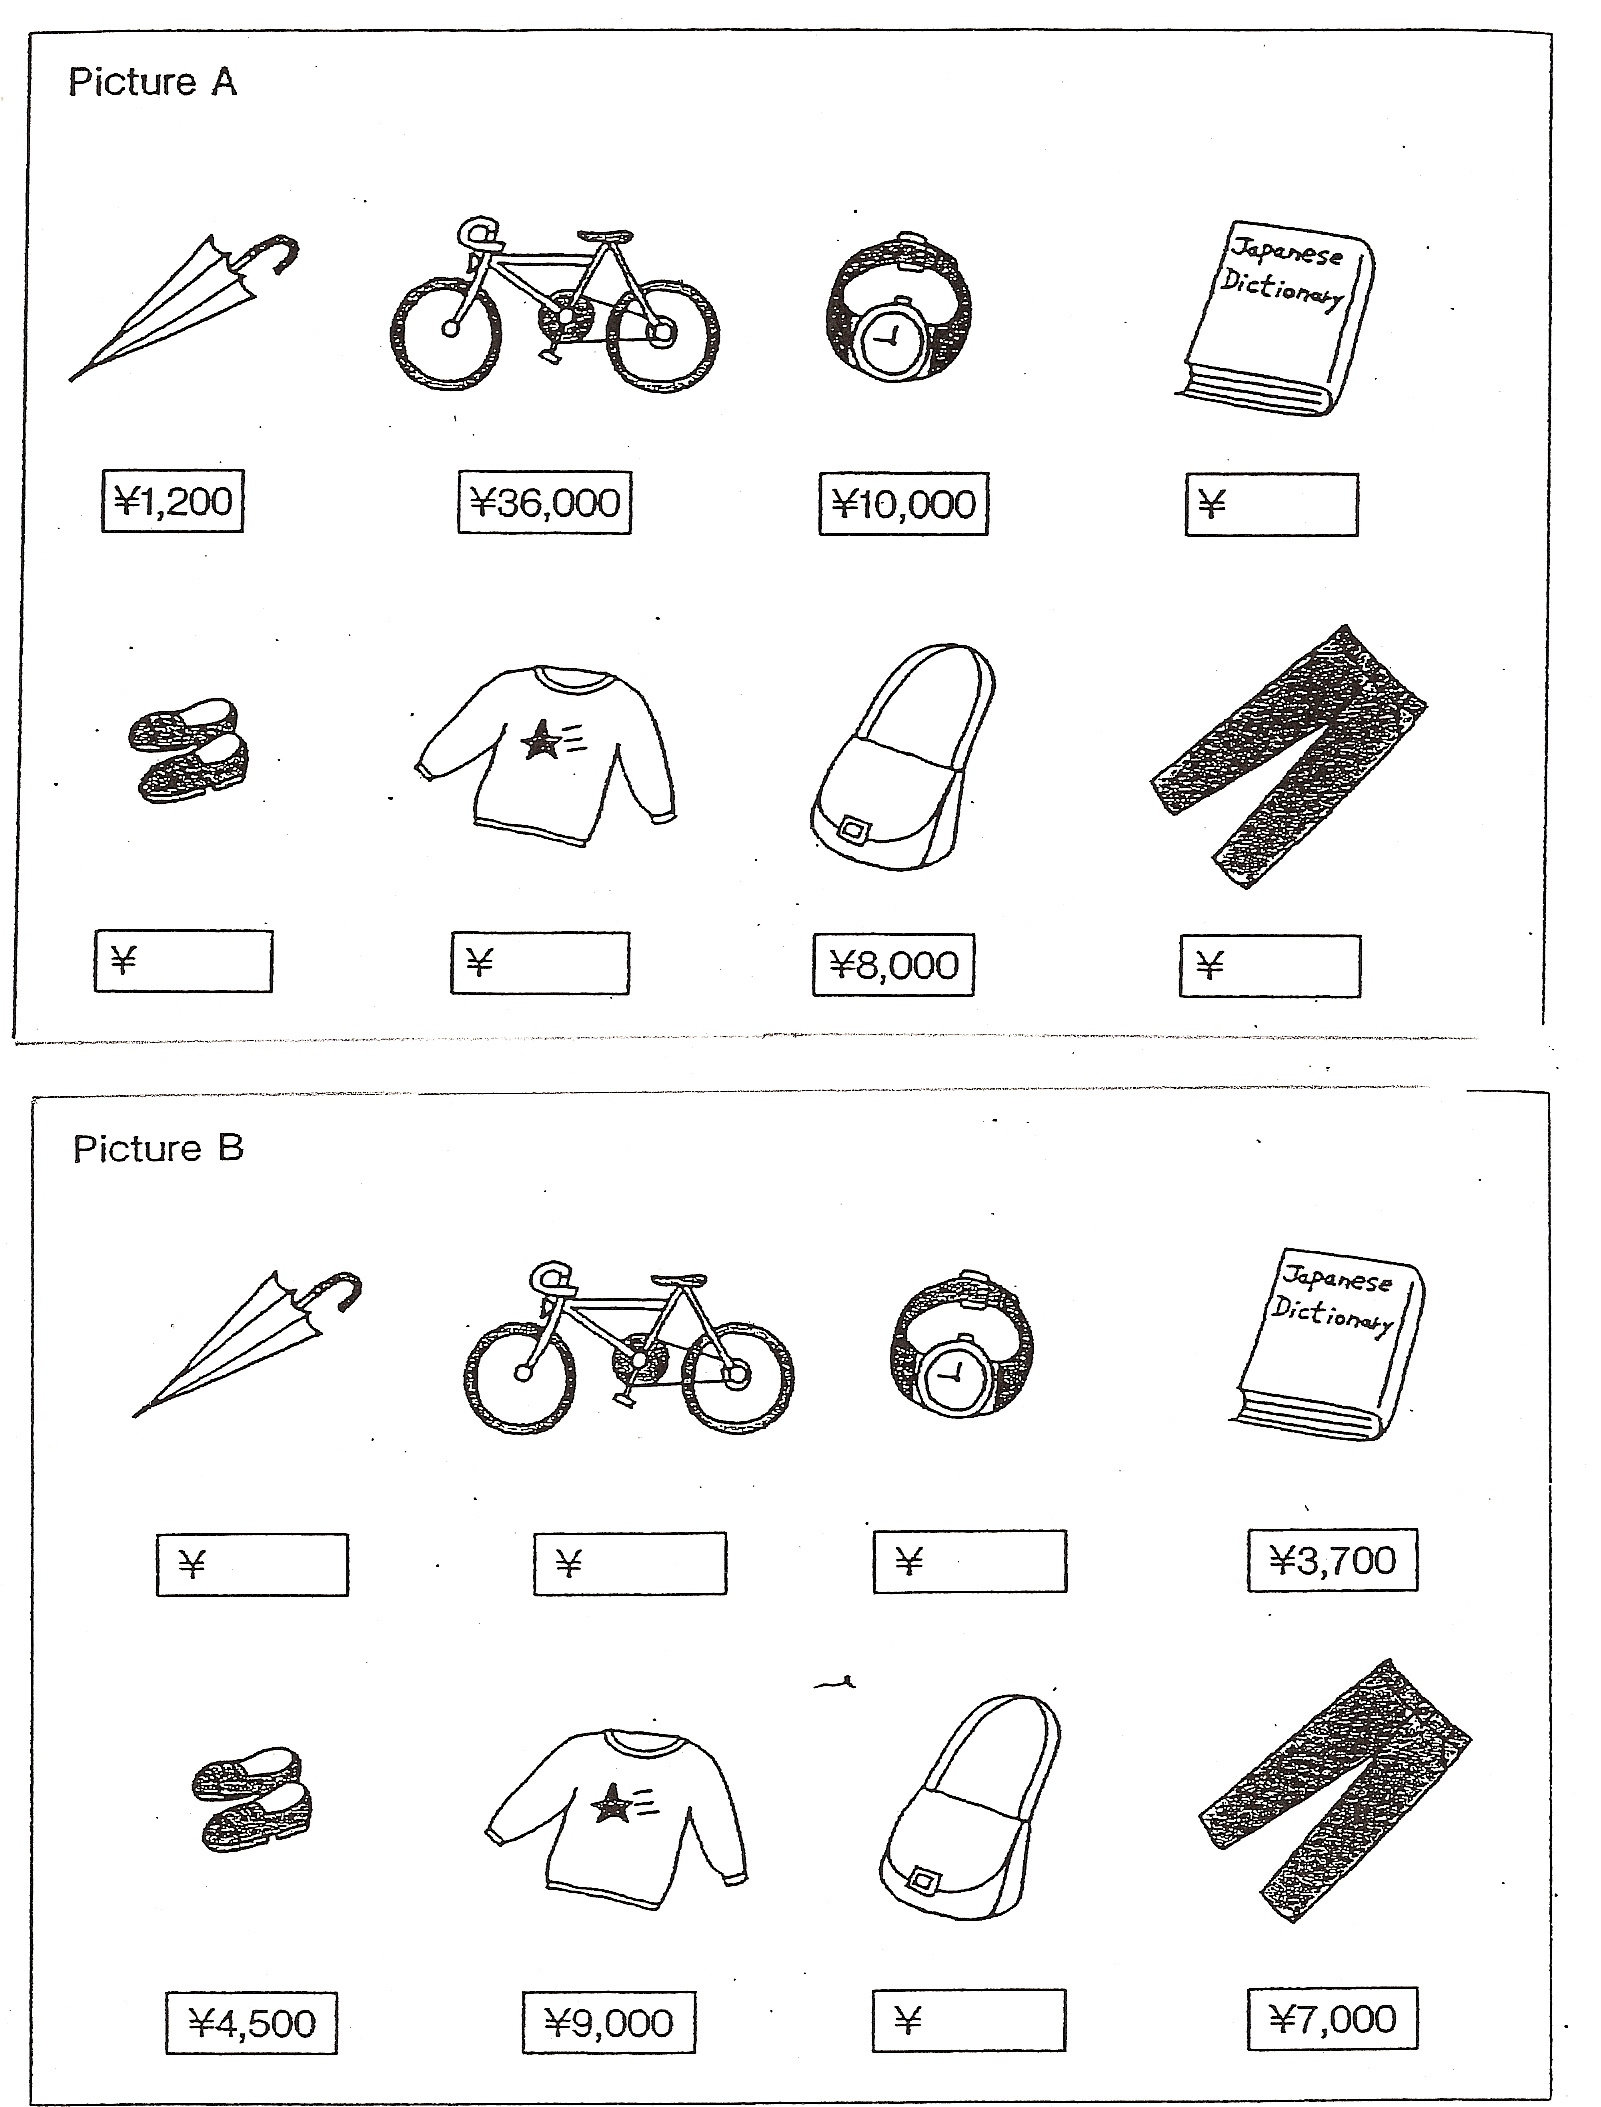 Picture A
Japanese
Dictionary
¥1,200 ¥36,000 ¥10,000 ¥
¥ ¥ ¥8,000 ¥
Picture B
Japanese
Dictionary
¥ ¥ ¥ ¥3,700
¥4,500 ¥9,000 ¥ ¥7,000